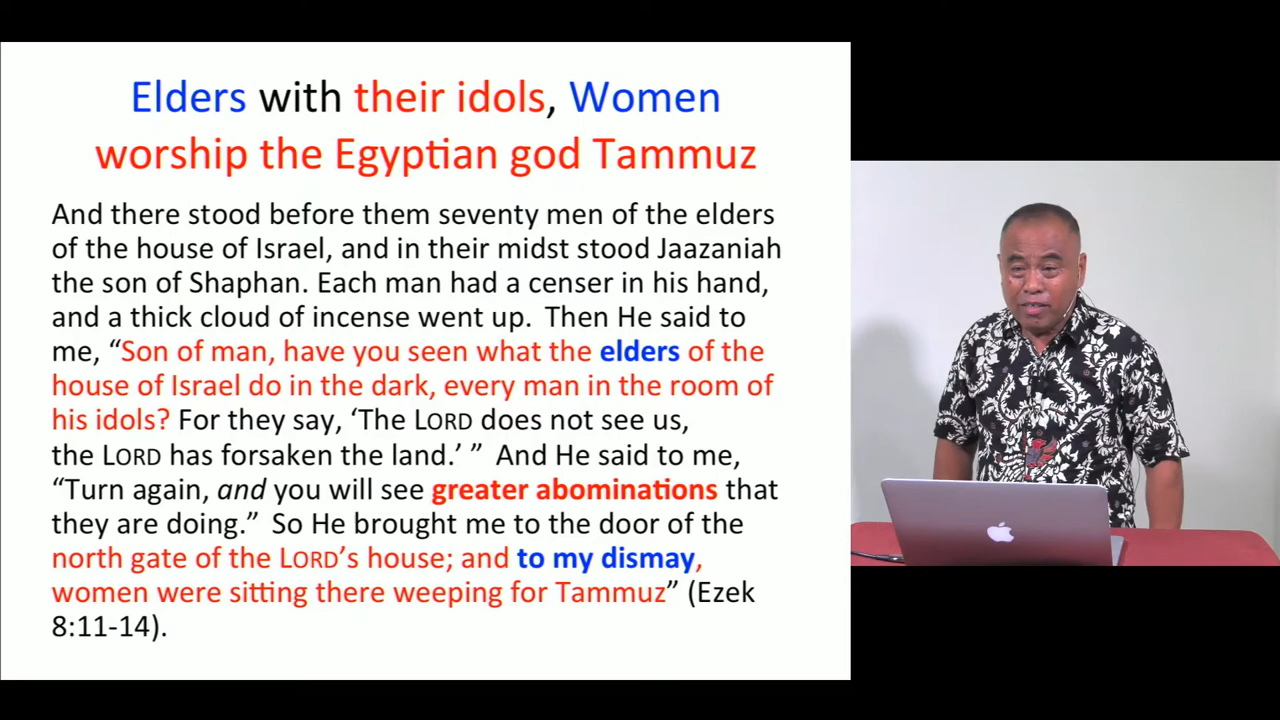 Elders with their idols, Women
worship the Egyptian god Tammuz
And there stood before them seventy men of the elders
of the house of Israel, and in their midst stood Jaazaniah
the son of Shaphan. Each man had a censer in his hand,
and a thick cloud of incense went up.  Then He said to
me, “Son of man, have you seen what the elders of the
house of Israel do in the dark, every man in the room of
his idols? For they say, ‘The LORD does not see us,
the LORD has forsaken the land.’ ”  And He said to me,
“Turn again, and you will see greater abominations that
they are doing.”  So He brought me to the door of the
north gate of the LORD’s house; and to my dismay,
women were sitting there weeping for Tammuz” (Ezek
8:11-14).